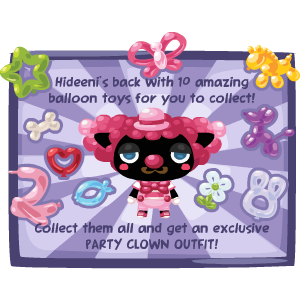 Hideeni's back with 10 amazing
balloon toys for you to collect!
Collect them all and get an exclusive
PARTY CLOWN OUTFIT!